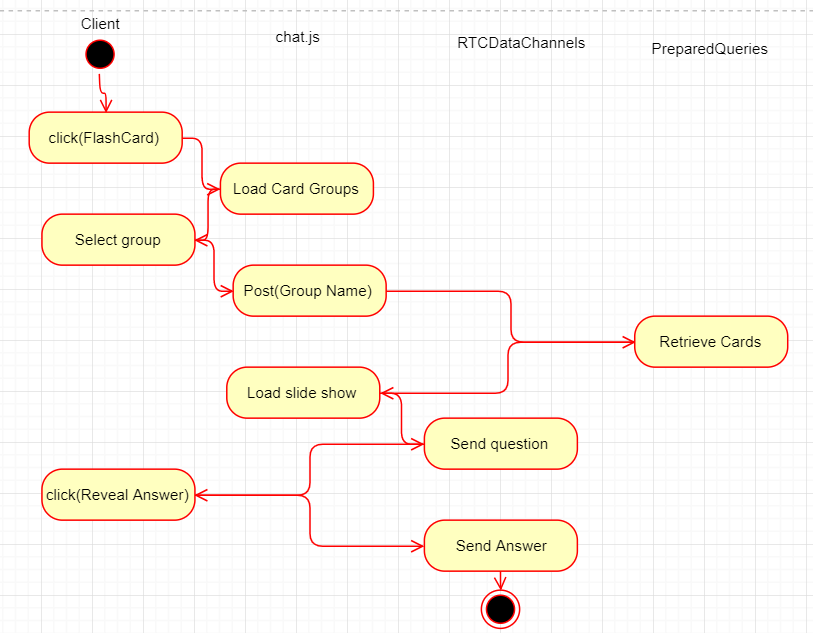 Client
chat.js
RTCDataChannels
PreparedQueries
click(FlashCard)
Load Card Groups
Select group
Post(Group Name)
Retrieve Cards
Load slide show
Send question
click(Reveal Answer)
Send Answer